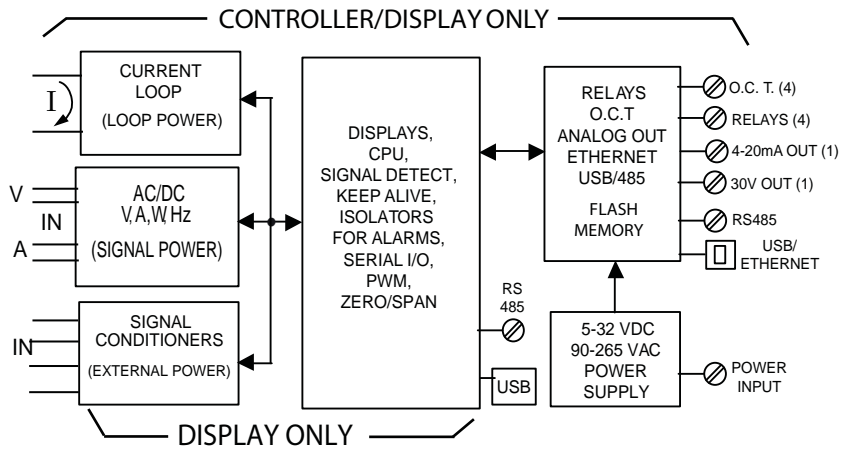 CONTROLLER/DISPLAY ONLY
I
CURRENT
LOOP
(LOOP POWER)
V
IN
A
AC/DC
V,A,W,Hz
(SIGNAL POWER)
IN
SIGNAL
CONDITIONERS
(EXTERNAL POWER)
DISPLAYS,
CPU,
SIGNAL DETECT,
KEEP ALIVE,
ISOLATORS
FOR ALARMS,
SERIAL I/O,
PWM,
ZERO/SPAN
RS
485
USB
RELAYS
O.C.T
ANALOG OUT
ETHERNET
USB/485
FLASH
MEMORY
O.C. T. (4)
RELAYS (4)
4-20mA OUT (1)
30V OUT (1)
RS485
USB/
ETHERNET
5-32 VDC
90-265 VAC
POWER
SUPPLY
POWER
INPUT
DISPLAY ONLY